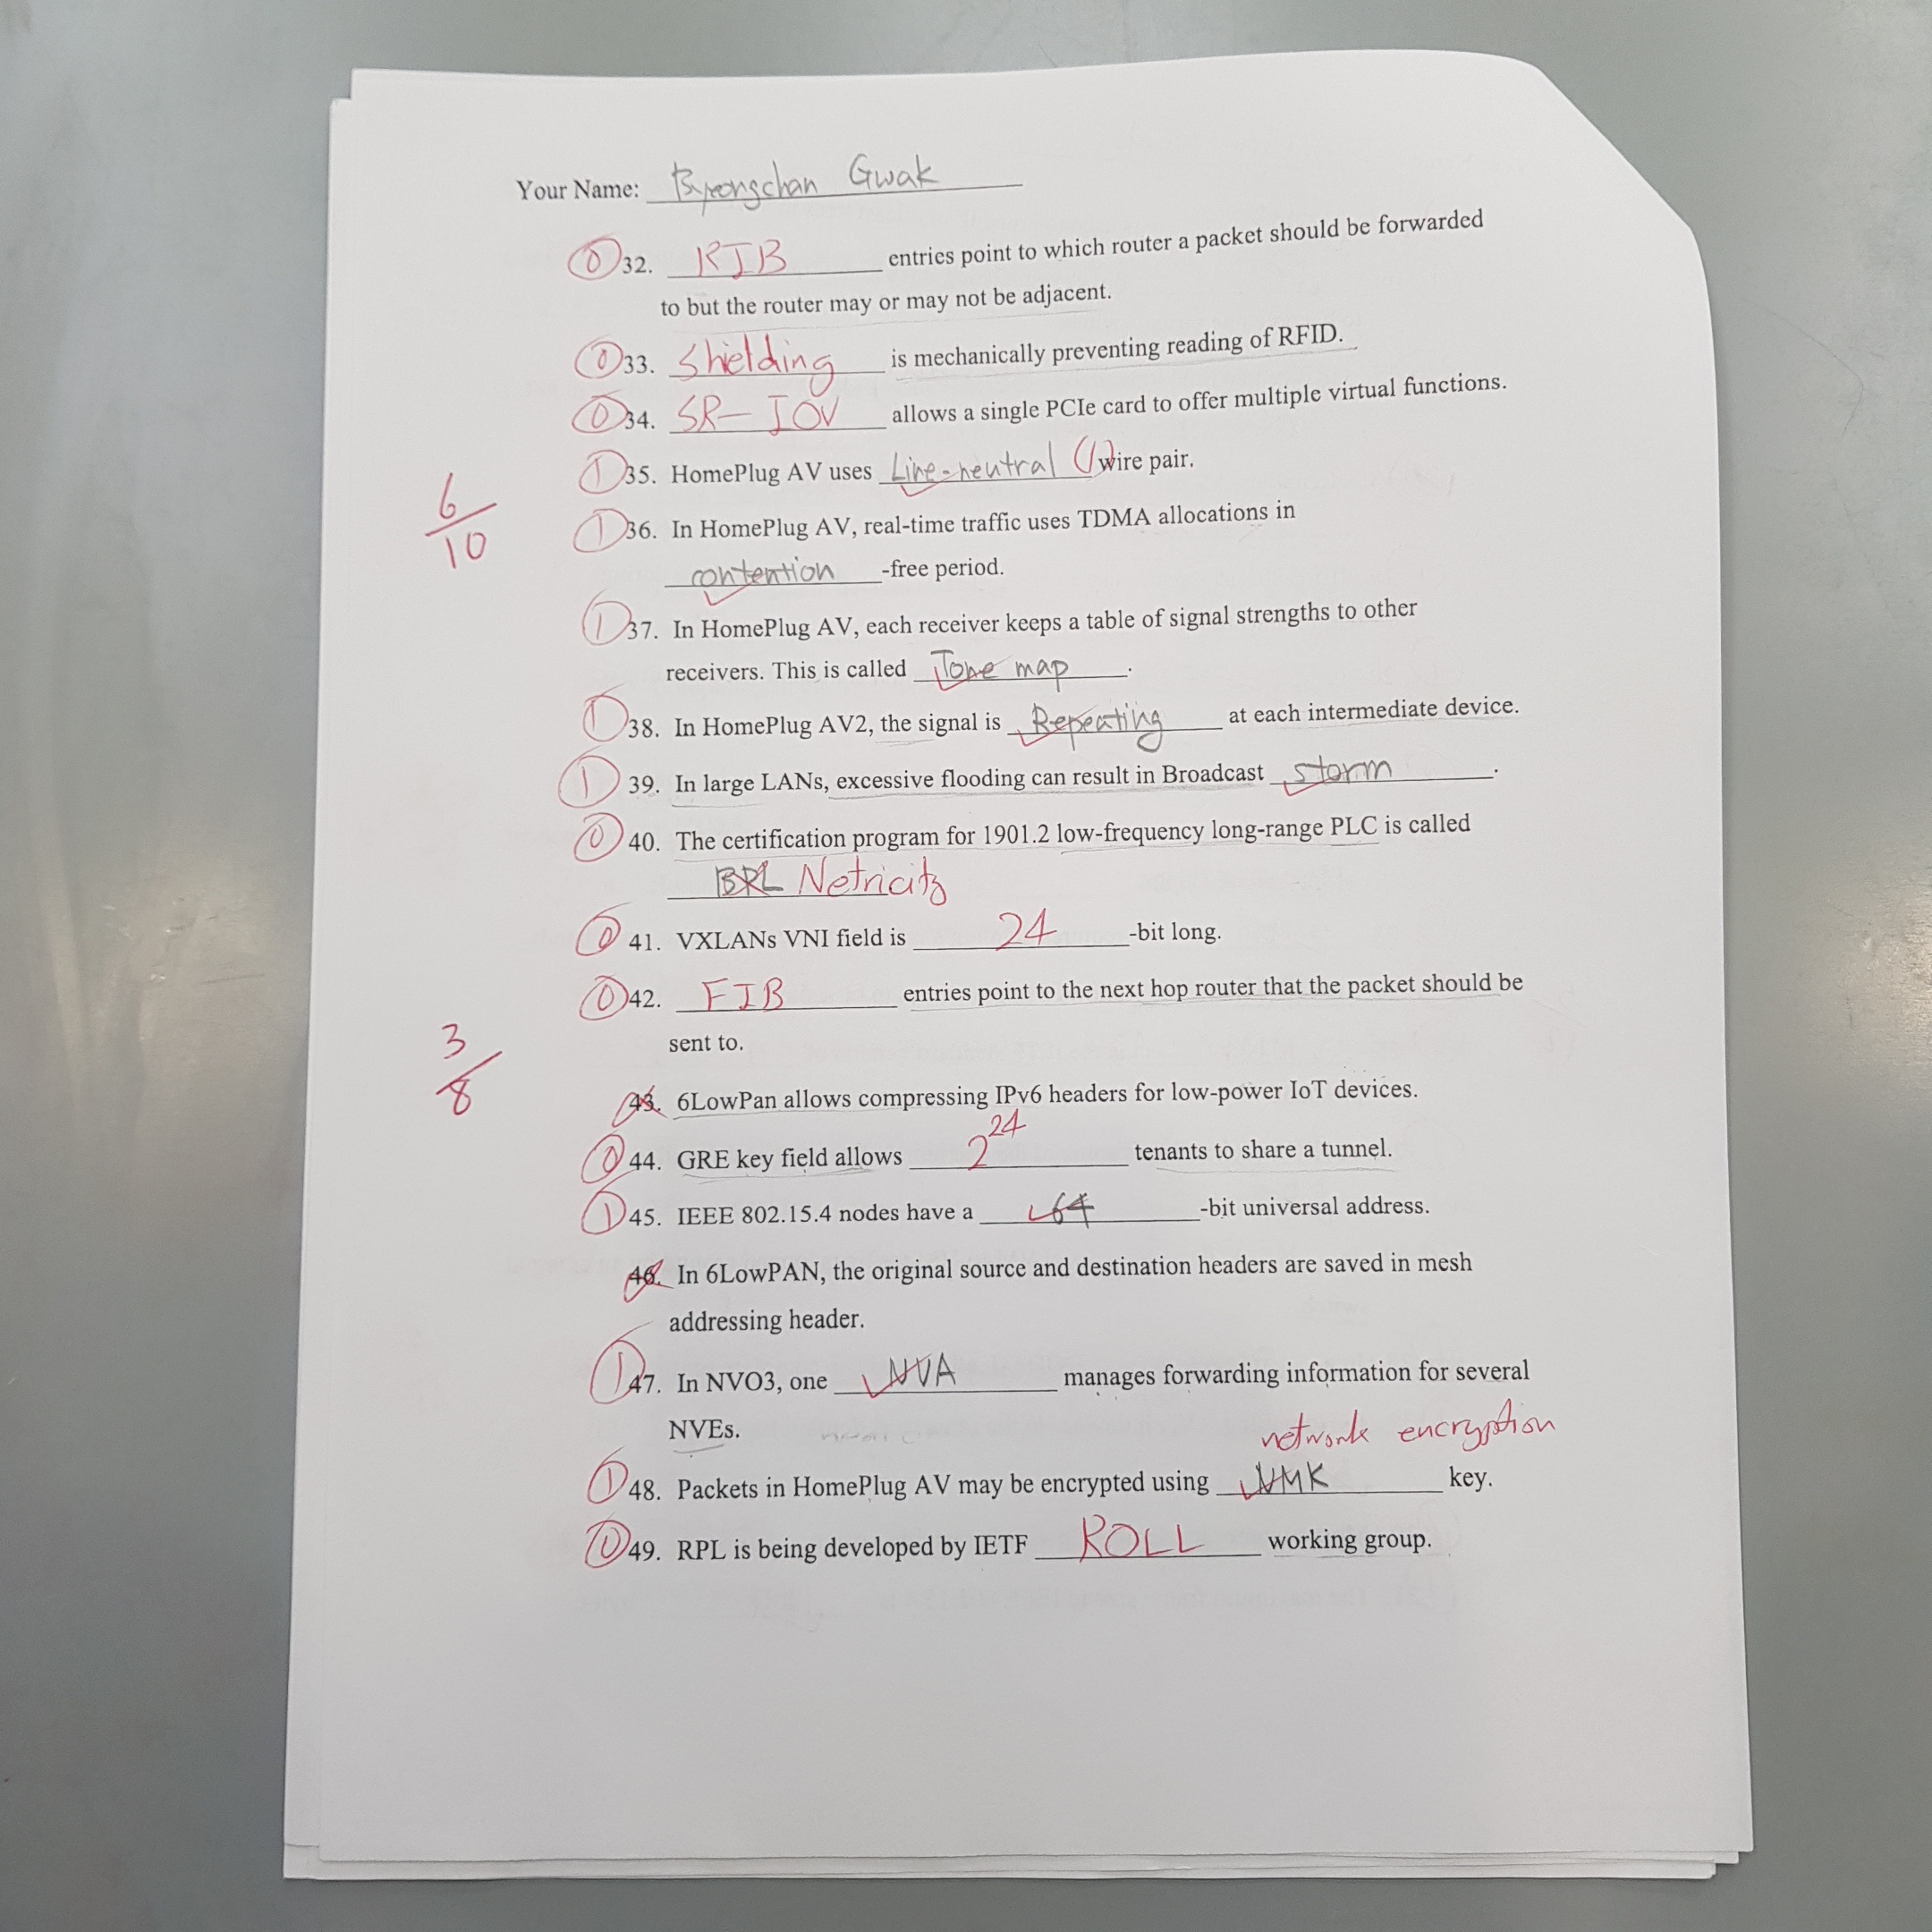 Your Name: Byeongchan Gwak
0 32. RIB entries point to which router a packet should be forwarded
to but the router may or may not be adjacent.
0 33. Shielding is mechanically preventing reading of RFID.
0 34. SR-IOV allows a single PCIe card to offer multiple virtual functions.
1 35. HomePlug AV uses Line-neutral (1) wire pair.
6/10
1 36. In HomePlug AV, real-time traffic uses TDMA allocations in
contention -free period.
1 37. In HomePlug AV, each receiver keeps a table of signal strengths to other
receivers. This is called Tone map.
1 38. In HomePlug AV2, the signal is Repeating at each intermediate device.
1 39. In large LANs, excessive flooding can result in Broadcast storm.
0 40. The certification program for 1901.2 low-frequency long-range PLC is called
BRL Netricity
0 41. VXLANs VNI field is 24 -bit long.
0 42. FIB entries point to the next hop router that the packet should be
sent to.
3/8
43. 6LowPan allows compressing IPv6 headers for low-power IoT devices.
0 44. GRE key field allows 2^24 tenants to share a tunnel.
1 45. IEEE 802.15.4 nodes have a 64 -bit universal address.
46. In 6LowPAN, the original source and destination headers are saved in mesh
addressing header.
1 47. In NVO3, one NVA manages forwarding information for several
NVEs.
network encryption
1 48. Packets in HomePlug AV may be encrypted using NMK key.
0 49. RPL is being developed by IETF ROLL working group.